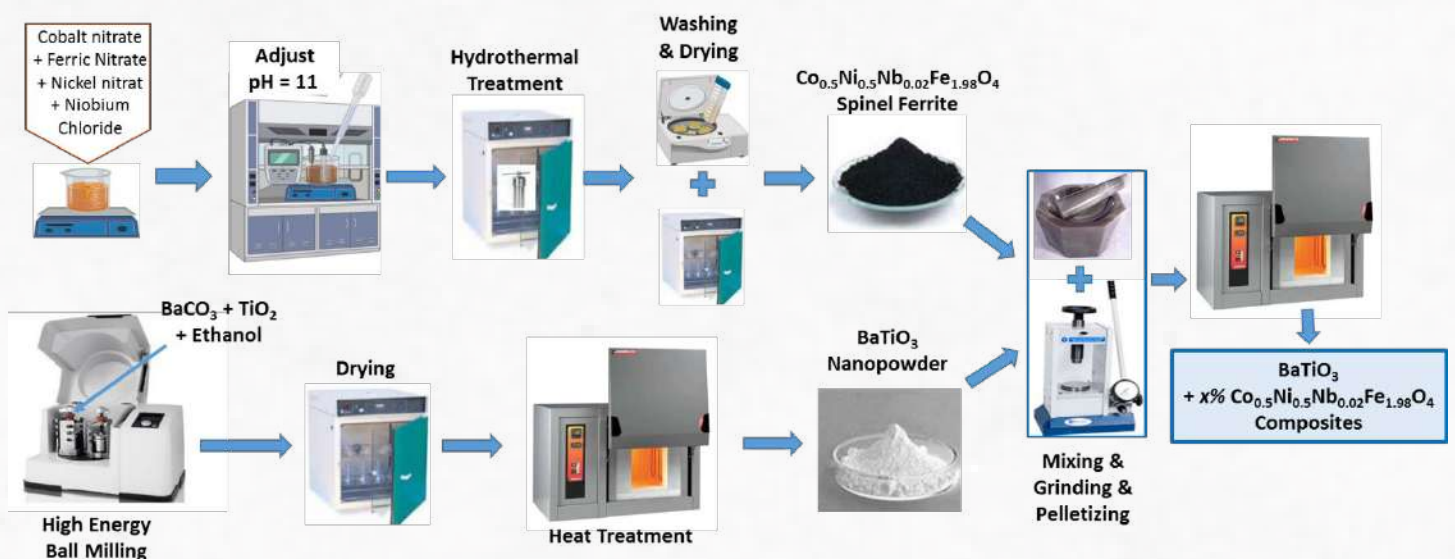 Cobalt nitrate
+ Ferric Nitrate
+ Nickel nitrat
+ Niobium
Chloride
Adjust
pH = 11
Hydrothermal
Treatment
Washing
& Drying
Co₀.₅Ni₀.₅Nb₀.₀₂Fe₁.₉₈O₄
Spinel Ferrite
BaCO₃ + TiO₂
+ Ethanol
High Energy
Ball Milling
Drying
Heat Treatment
BaTiO₃
Nanopowder
Mixing &
Grinding &
Pelletizing
BaTiO₃
+ x% Co₀.₅Ni₀.₅Nb₀.₀₂Fe₁.₉₈O₄
Composites